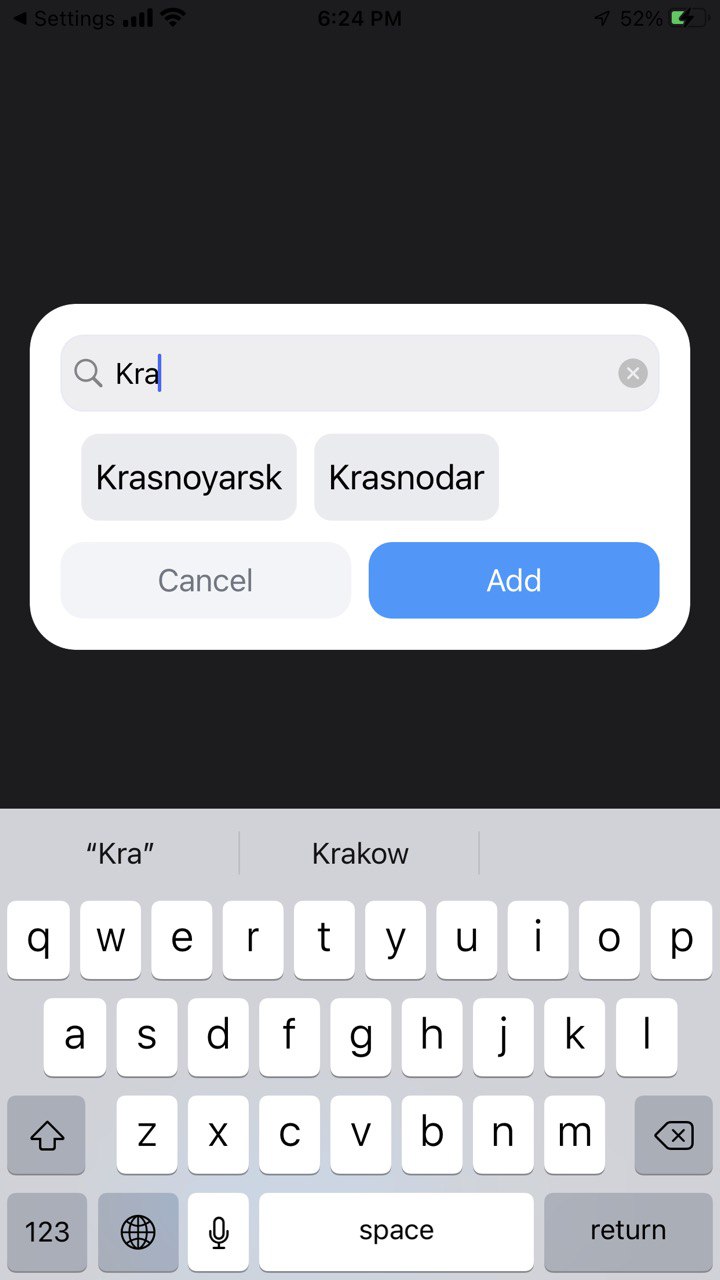 Settings 6:24 PM 52%
Kra
Krasnoyarsk Krasnodar
Cancel Add
“Kra” Krakow
q w e r t y u i o p
a s d f g h j k l
z x c v b n m
123 space return